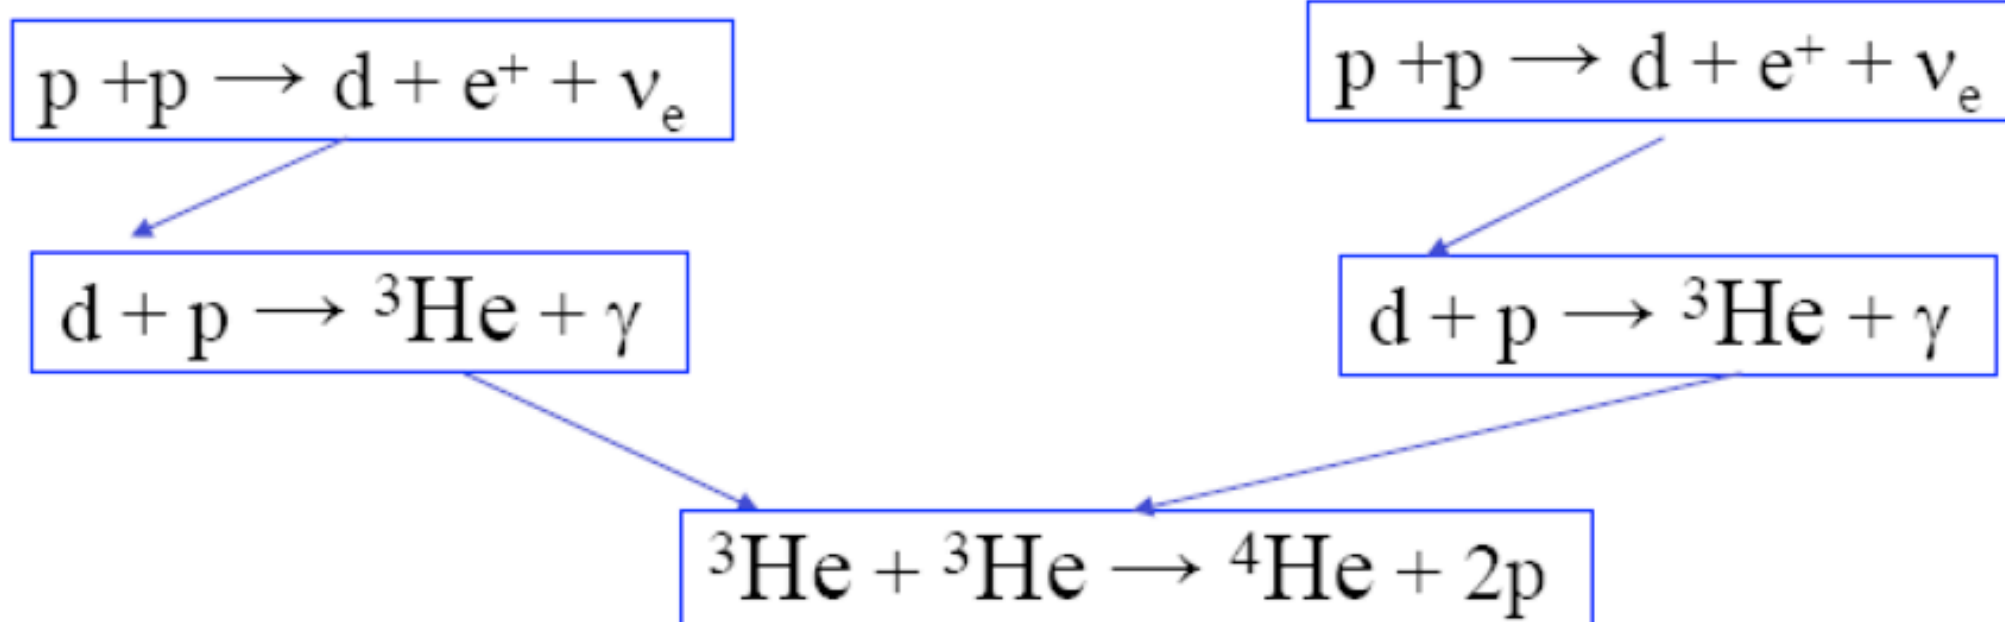 p +p ⟶ d + e⁺ + νₑ
p +p ⟶ d + e⁺ + νₑ
d + p ⟶ ³He + γ
d + p ⟶ ³He + γ
³He + ³He ⟶ ⁴He + 2p